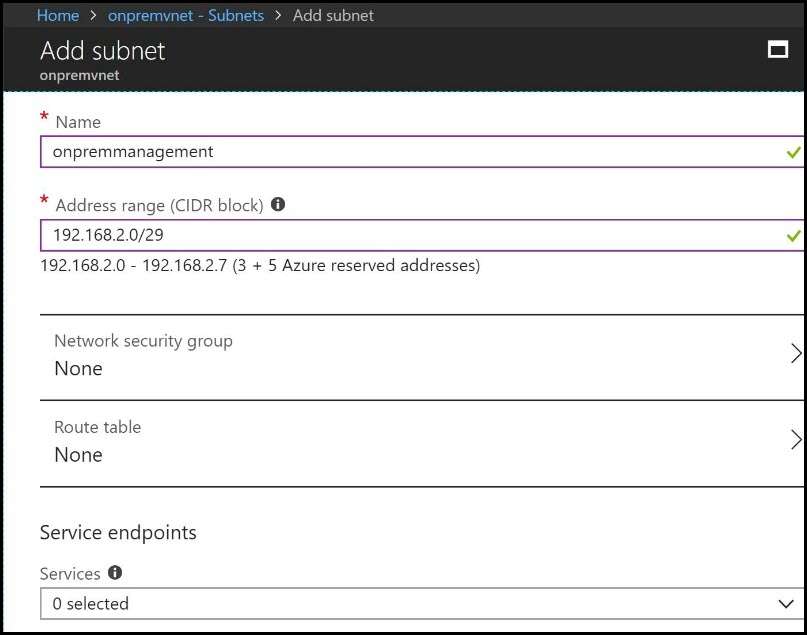 Home > onpremvnet - Subnets > Add subnet
Add subnet
onpremvnet
* Name
onpremmanagement
* Address range (CIDR block)
192.168.2.0/29
192.168.2.0 - 192.168.2.7 (3 + 5 Azure reserved addresses)
Network security group
None
Route table
None
Service endpoints
Services
0 selected